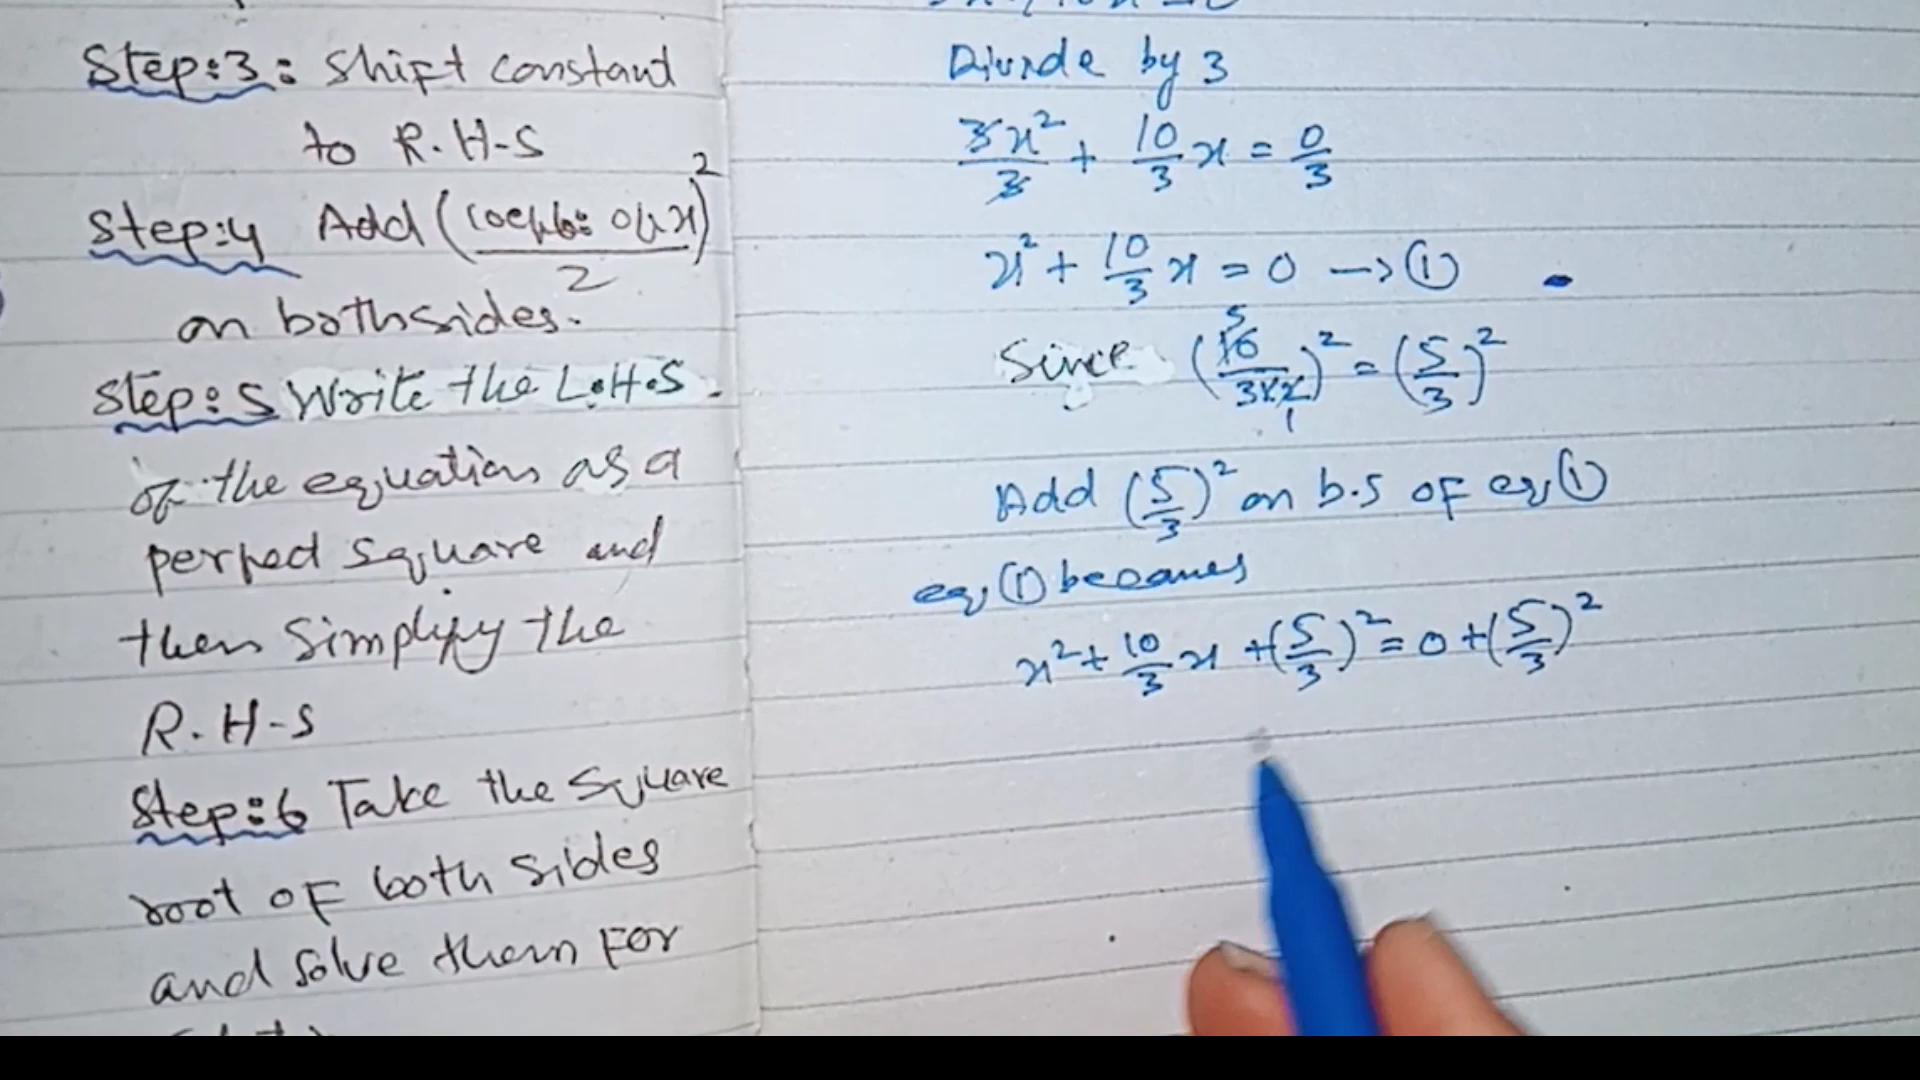 Step:3: Shift constant
to R.H-S
Step:4 Add (coeff: of x / 2)²
on bothsides.
Step:5 Write the L.H.S.
of the equation as a
perfect square and
then simplify the
R.H-S
Step:6 Take the square
root of both sides
and solve them for
Divide by 3
3x²/3 + 10/3 x = 0/3
x² + 10/3 x = 0 → ①
Since (10/3×2)² = (5/3)²
5
1
Add (5/3)² on b.s of eq ①
eq ① becomes
x² + 10/3 x + (5/3)² = 0 + (5/3)²